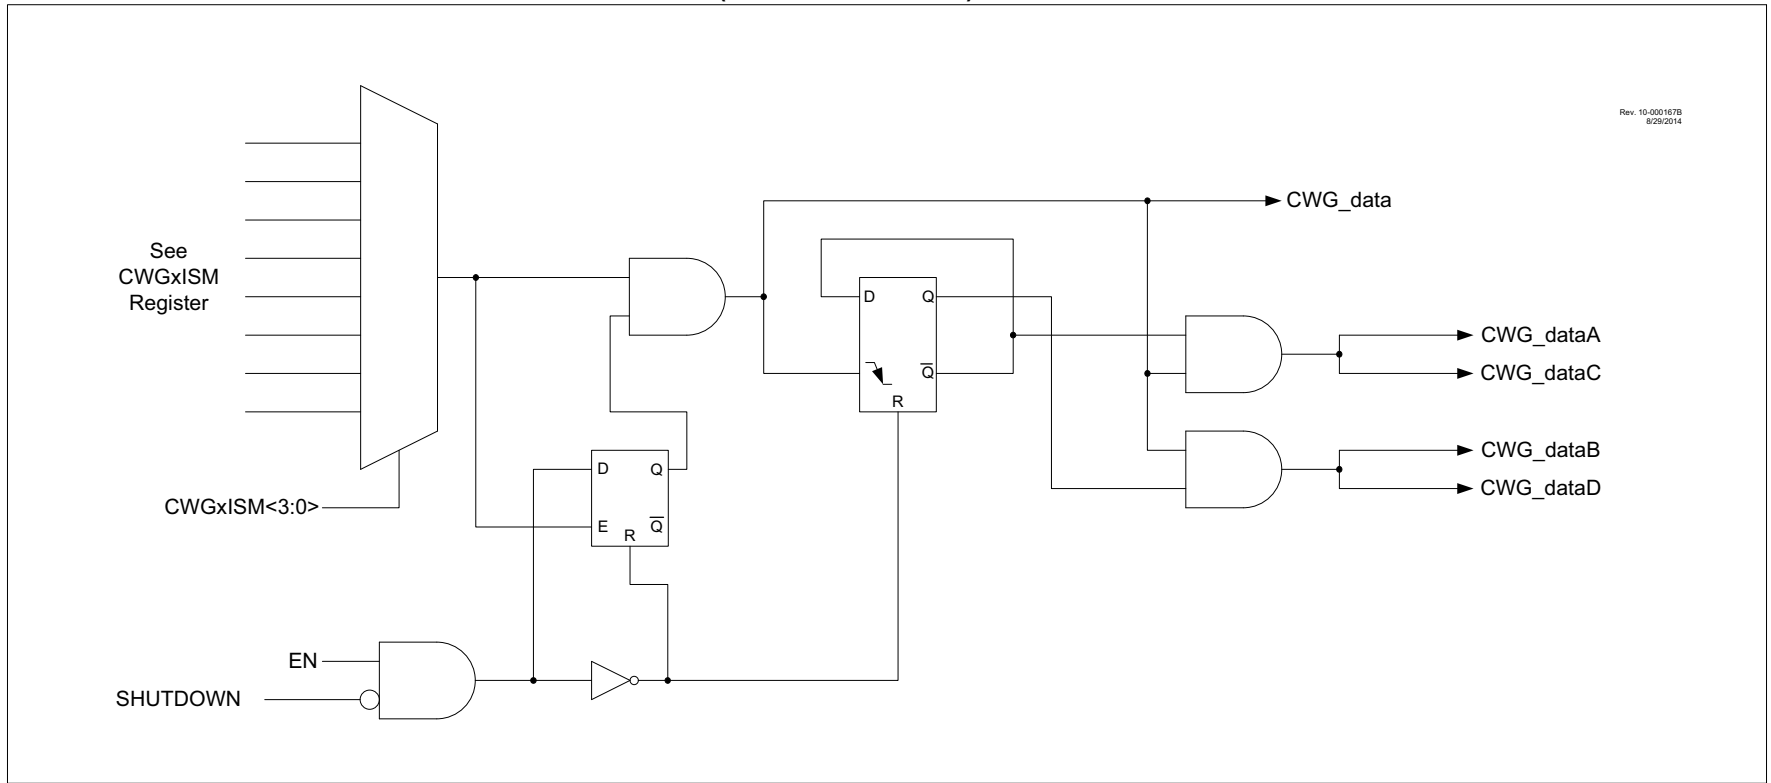 Rev. 10-000167B
8/29/2014
See
CWGxISM
Register
CWG_data
D Q
Q
R
CWG_dataA
CWG_dataC
CWG_dataB
CWG_dataD
D Q
E Q
R
CWGxISM<3:0>
EN
SHUTDOWN